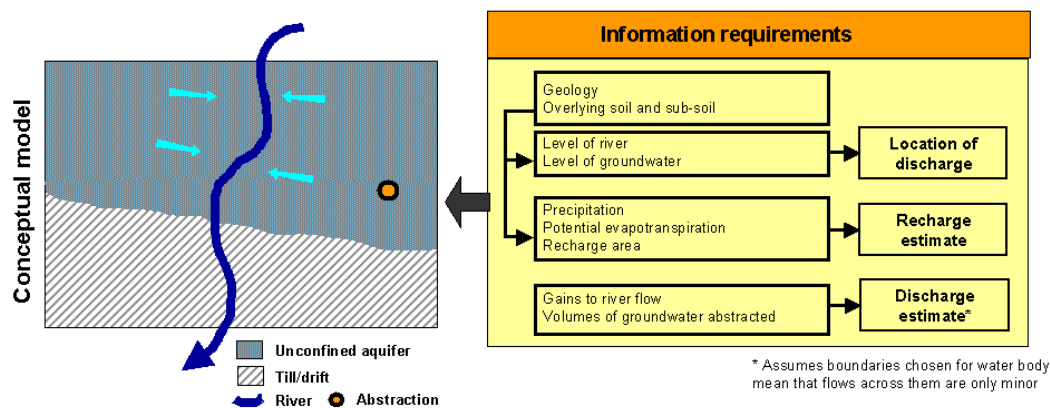 Conceptual model
Unconfined aquifer
Till/drift
River
Abstraction
Information requirements
Geology
Overlying soil and sub-soil
Level of river
Level of groundwater
Location of
discharge
Precipitation
Potential evapotranspiration
Recharge area
Recharge
estimate
Gains to river flow
Volumes of groundwater abstracted
Discharge
estimate*
* Assumes boundaries chosen for water body
mean that flows across them are only minor